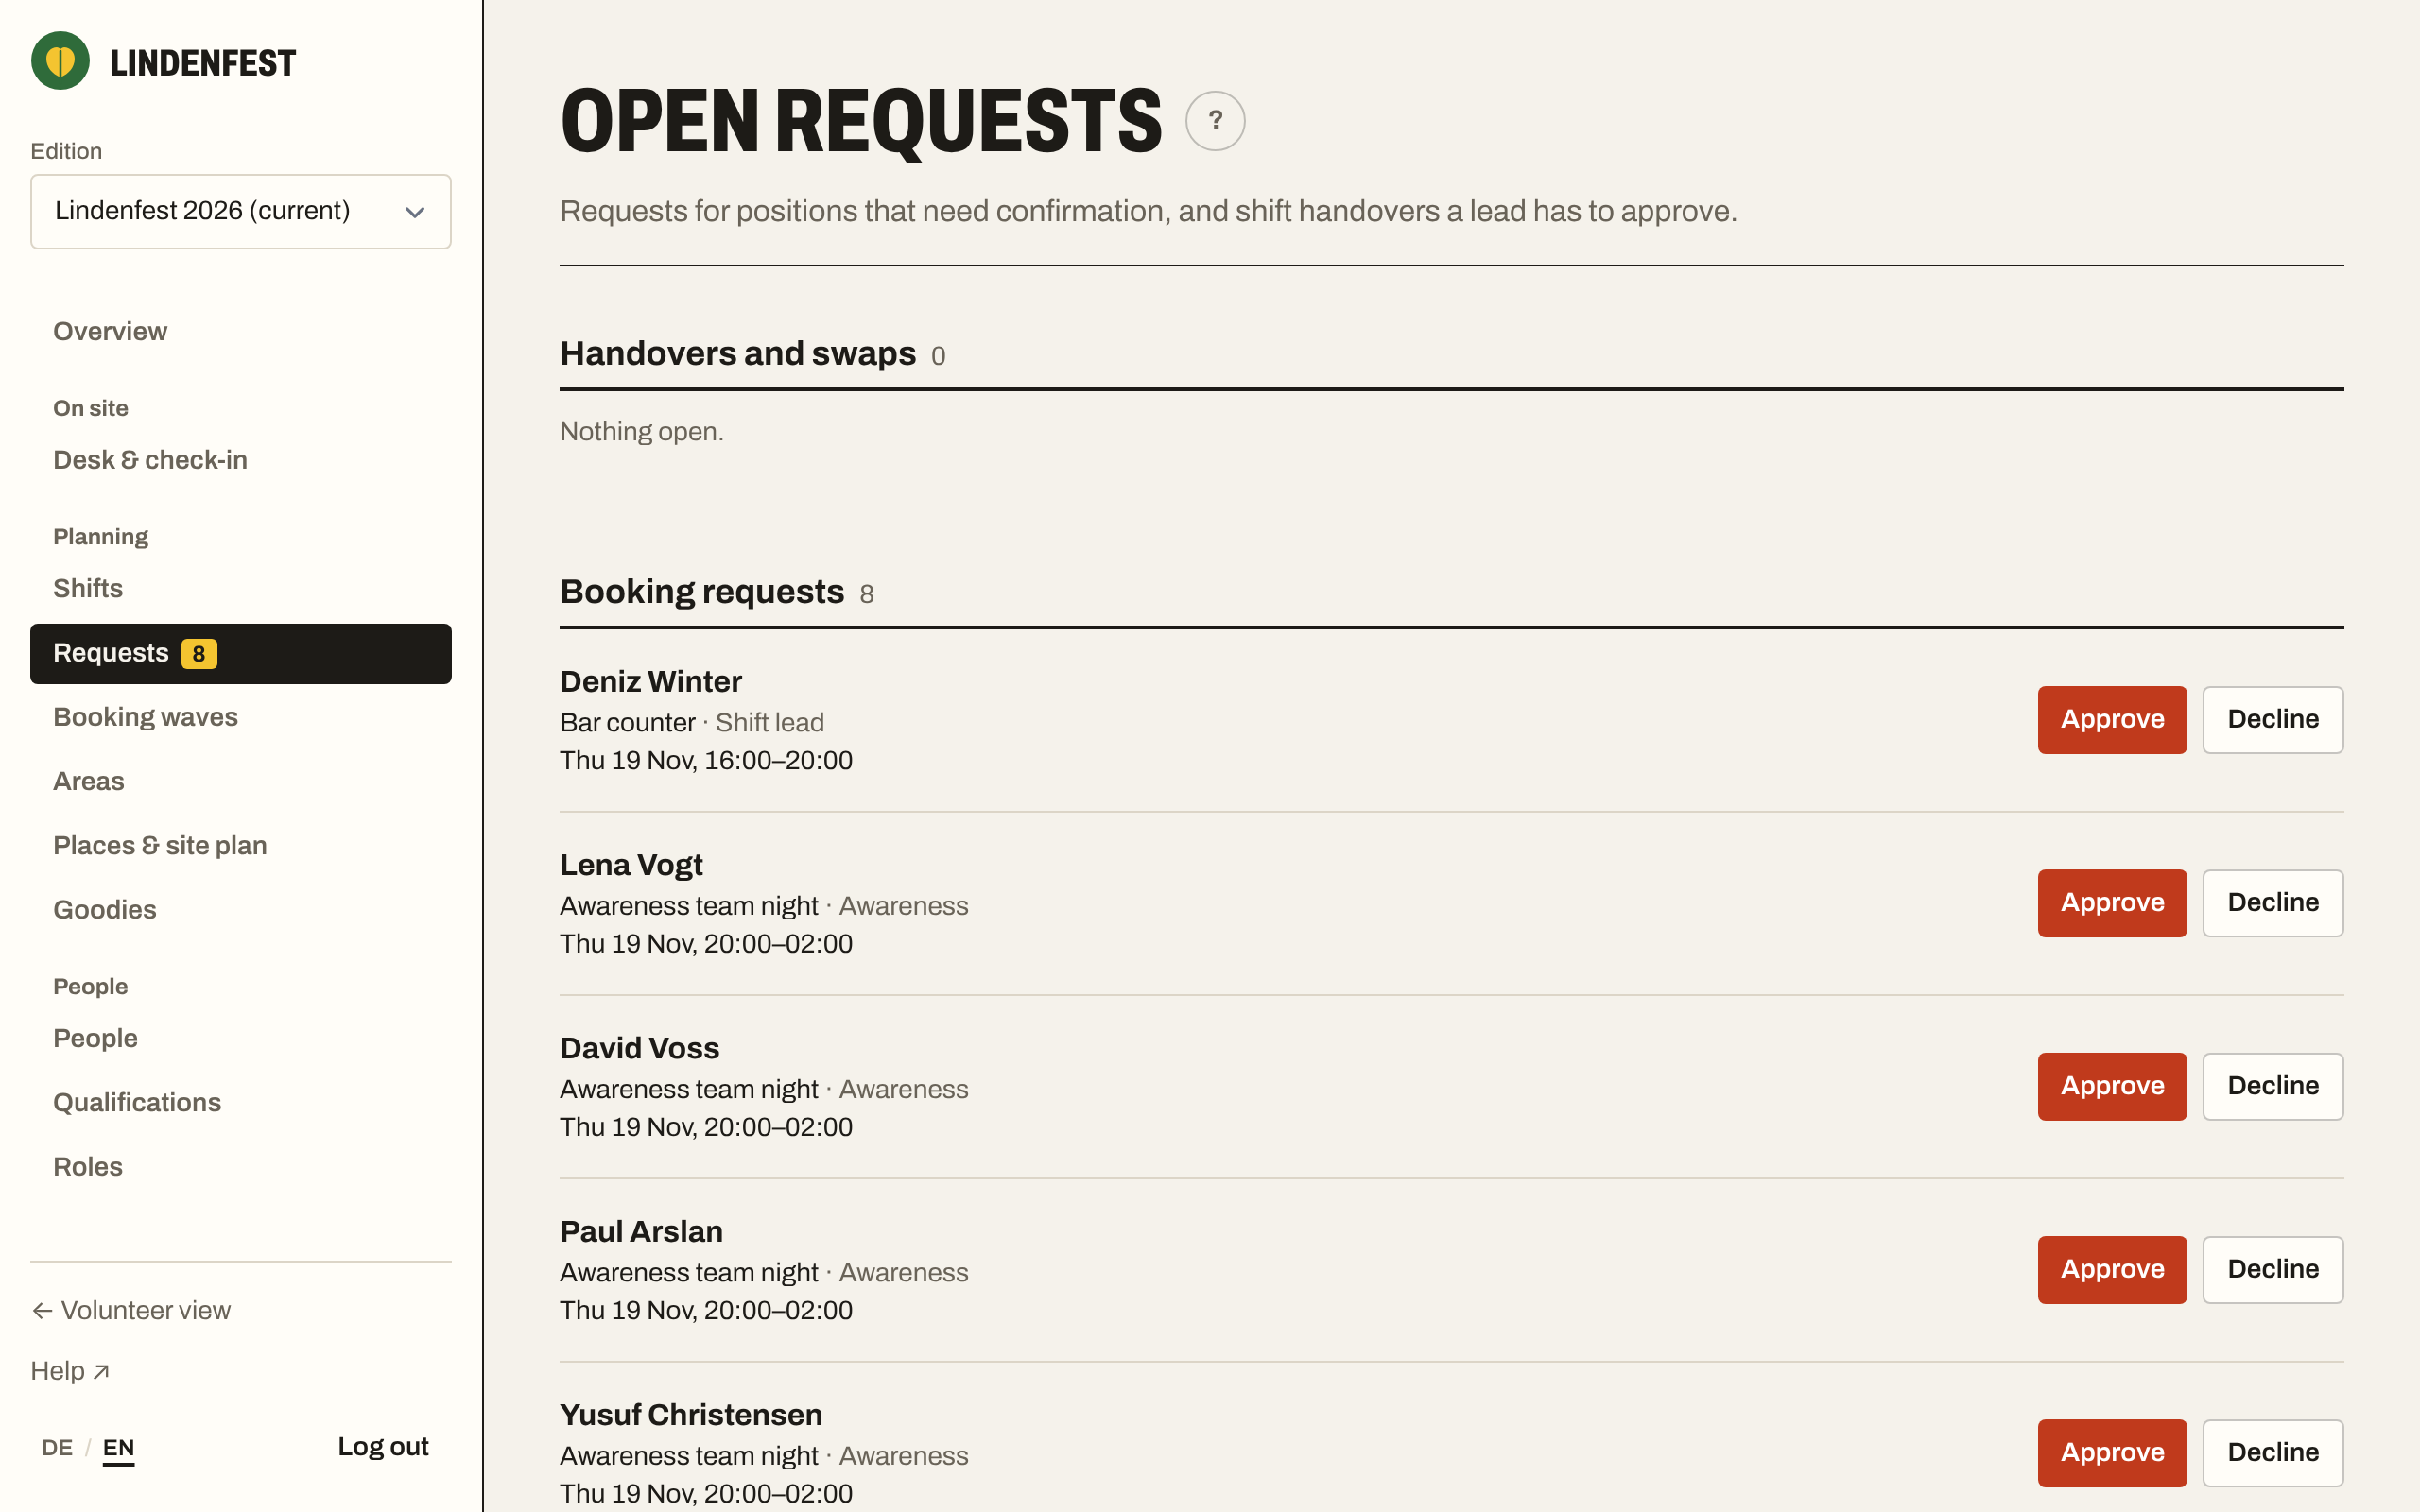 LINDENFEST
Edition
Lindenfest 2026 (current)
Overview
On site
Desk & check-in
Planning
Shifts
Requests 8
Booking waves
Areas
Places & site plan
Goodies
People
People
Qualifications
Roles
← Volunteer view
Help ↗
DE / EN
Log out
OPEN REQUESTS ?
Requests for positions that need confirmation, and shift handovers a lead has to approve.
Handovers and swaps 0
Nothing open.
Booking requests 8
Deniz Winter
Bar counter · Shift lead
Thu 19 Nov, 16:00–20:00
Approve Decline
Lena Vogt
Awareness team night · Awareness
Thu 19 Nov, 20:00–02:00
Approve Decline
David Voss
Awareness team night · Awareness
Thu 19 Nov, 20:00–02:00
Approve Decline
Paul Arslan
Awareness team night · Awareness
Thu 19 Nov, 20:00–02:00
Approve Decline
Yusuf Christensen
Awareness team night · Awareness
Thu 19 Nov, 20:00–02:00
Approve Decline